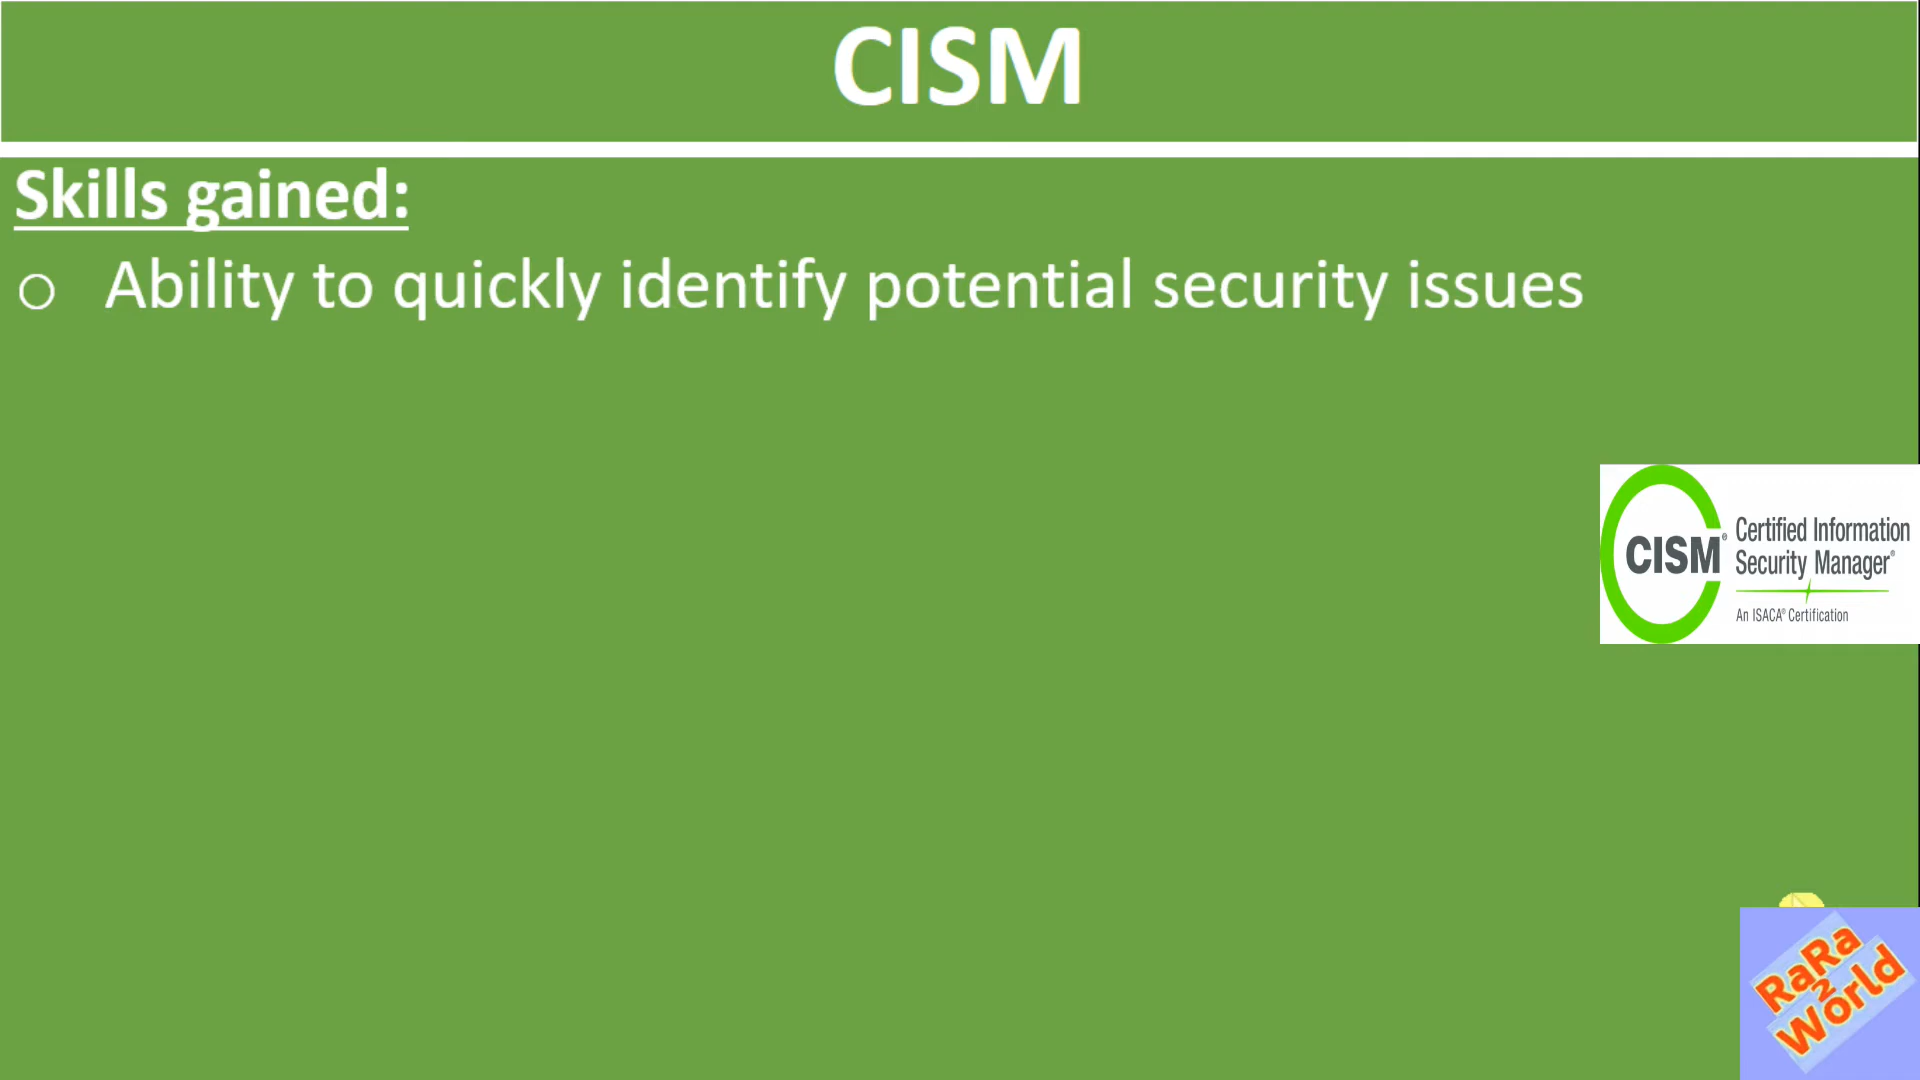 CISM
Skills gained:
○ Ability to quickly identify potential security issues
CISM®
Certified Information
Security Manager®
An ISACA® Certification
RaRa
2
World